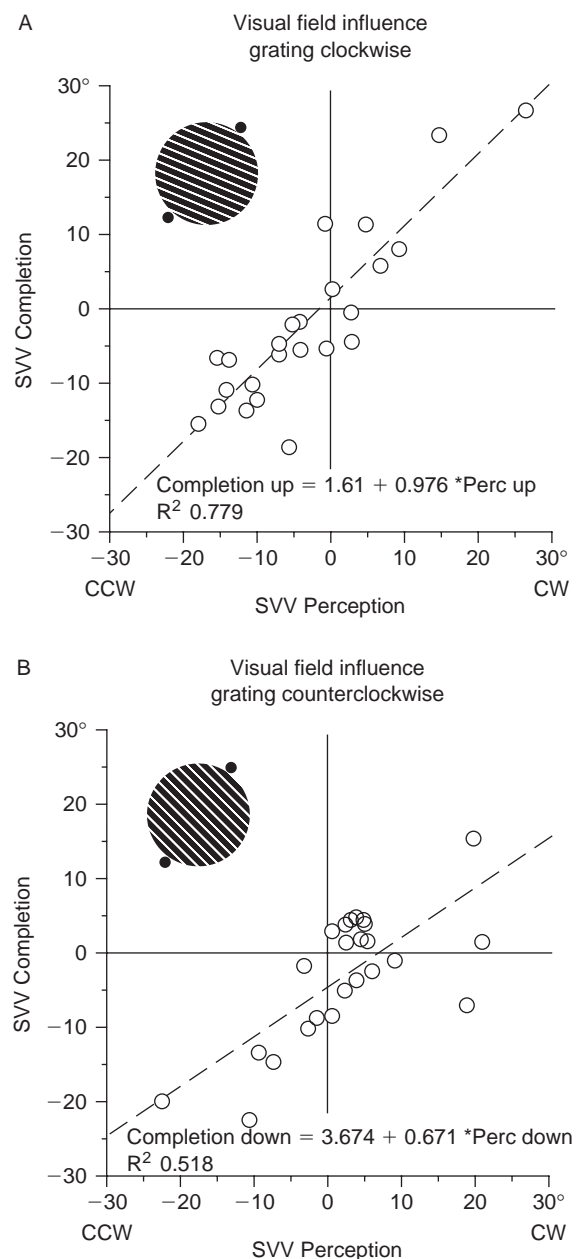 A
Visual field influence
grating clockwise
30°
20
10
0
−10
−20
−30
SVV Completion
Completion up = 1.61 + 0.976 *Perc up
R² 0.779
−30 −20 −10 0 10 20 30°
CCW CW
SVV Perception
B
Visual field influence
grating counterclockwise
30°
20
10
0
−10
−20
−30
SVV Completion
Completion down = 3.674 + 0.671 *Perc down
R² 0.518
−30 −20 −10 0 10 20 30
CCW CW
SVV Perception